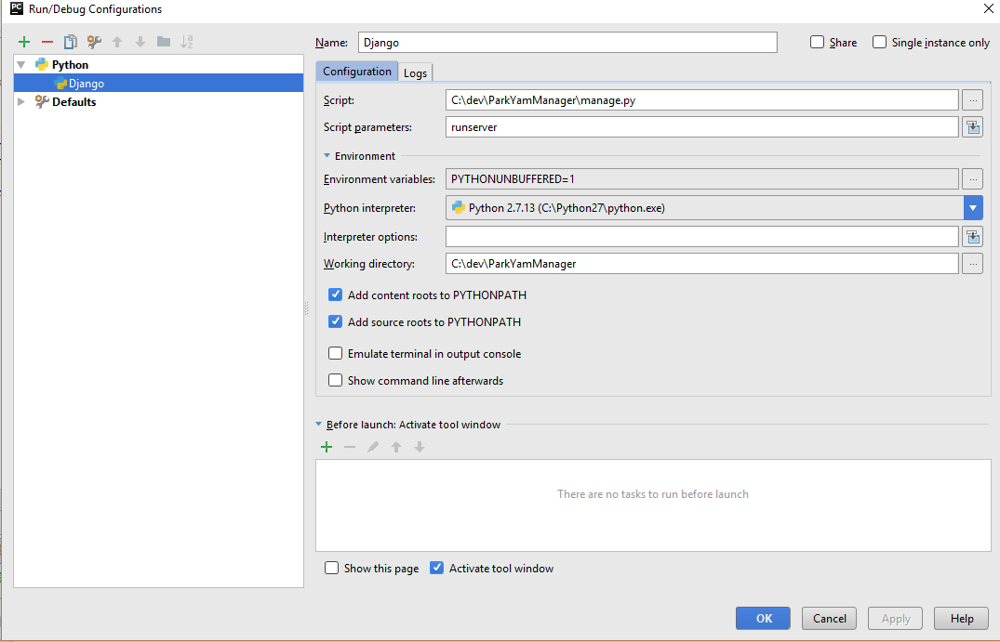 PC Run/Debug Configurations
Name: Django Share Single instance only
Python
Django
Defaults
Configuration Logs
Script: C:\dev\ParkYamManager\manage.py ...
Script parameters: runserver
Environment
Environment variables: PYTHONUNBUFFERED=1 ...
Python interpreter: Python 2.7.13 (C:\Python27\python.exe)
Interpreter options:
Working directory: C:\dev\ParkYamManager ...
Add content roots to PYTHONPATH
Add source roots to PYTHONPATH
Emulate terminal in output console
Show command line afterwards
Before launch: Activate tool window
There are no tasks to run before launch
Show this page Activate tool window
OK Cancel Apply Help